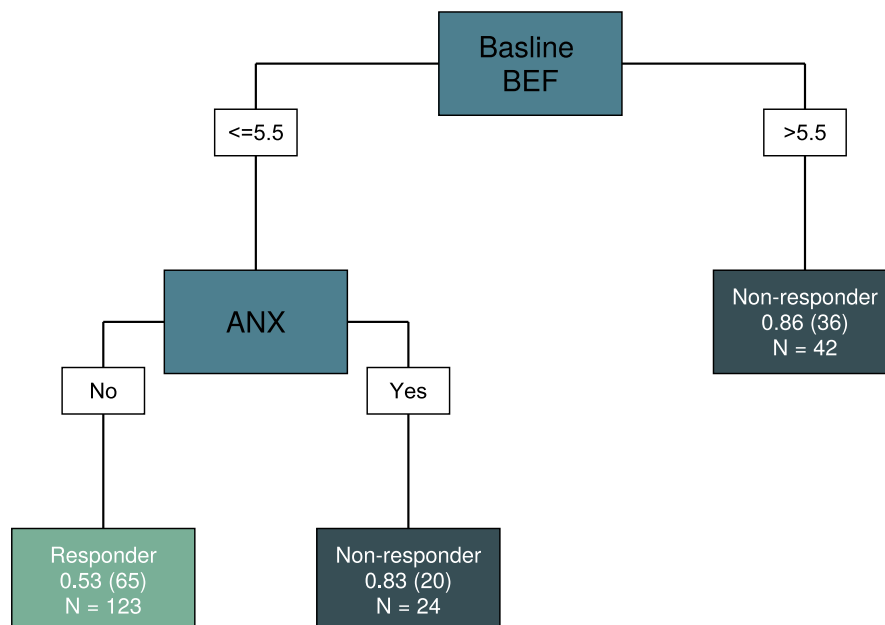 Basline
BEF
<=5.5
>5.5
ANX
Non-responder
0.86 (36)
N = 42
No
Yes
Responder
0.53 (65)
N = 123
Non-responder
0.83 (20)
N = 24